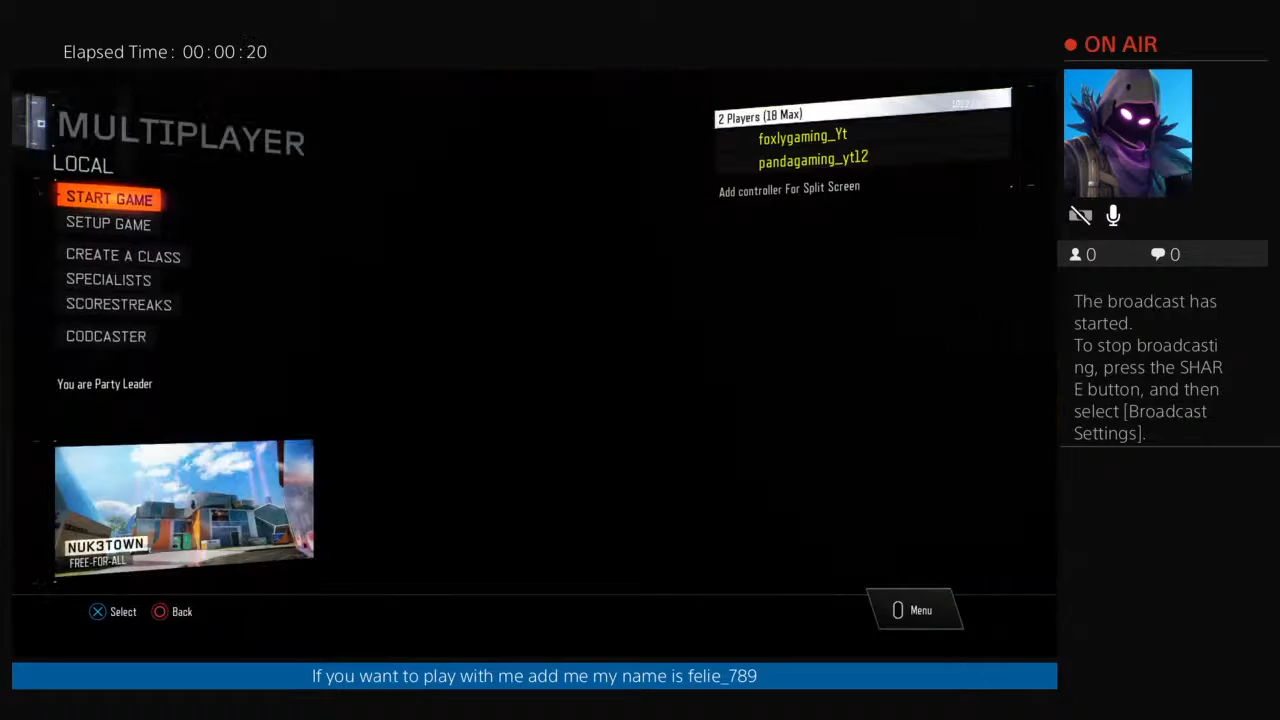 Elapsed Time: 00:00:20
ON AIR
MULTIPLAYER
LOCAL
START GAME
SETUP GAME
CREATE A CLASS
SPECIALISTS
SCORESTREAKS
CODCASTER
You are Party Leader
2 Players (18 Max)
foxlygaming_Yt
pandagaming_yt12
Add controller For Split Screen
0
0
The broadcast has
started.
To stop broadcasti
ng, press the SHAR
E button, and then
select [Broadcast
Settings].
NUK3TOWN
FREE-FOR-ALL
Select
Back
Menu
If you want to play with me add me my name is felie_789